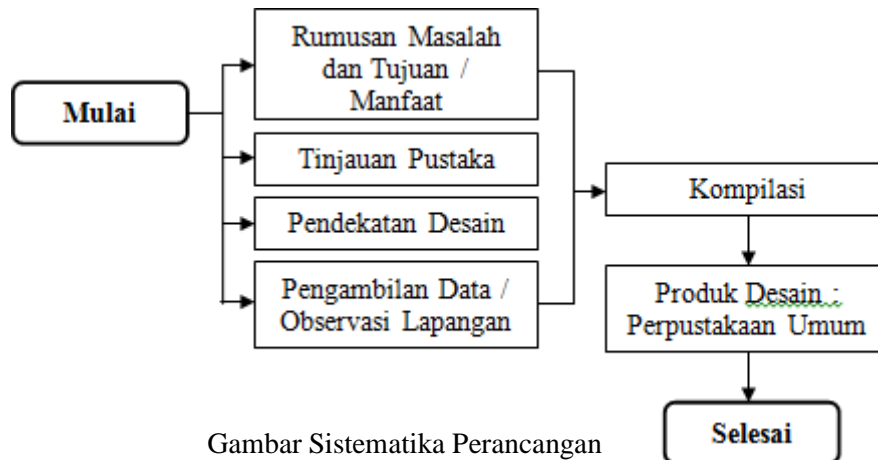 Mulai
Rumusan Masalah
dan Tujuan /
Manfaat
Tinjauan Pustaka
Pendekatan Desain
Pengambilan Data /
Observasi Lapangan
Kompilasi
Produk Desain :
Perpustakaan Umum
Selesai
Gambar Sistematika Perancangan